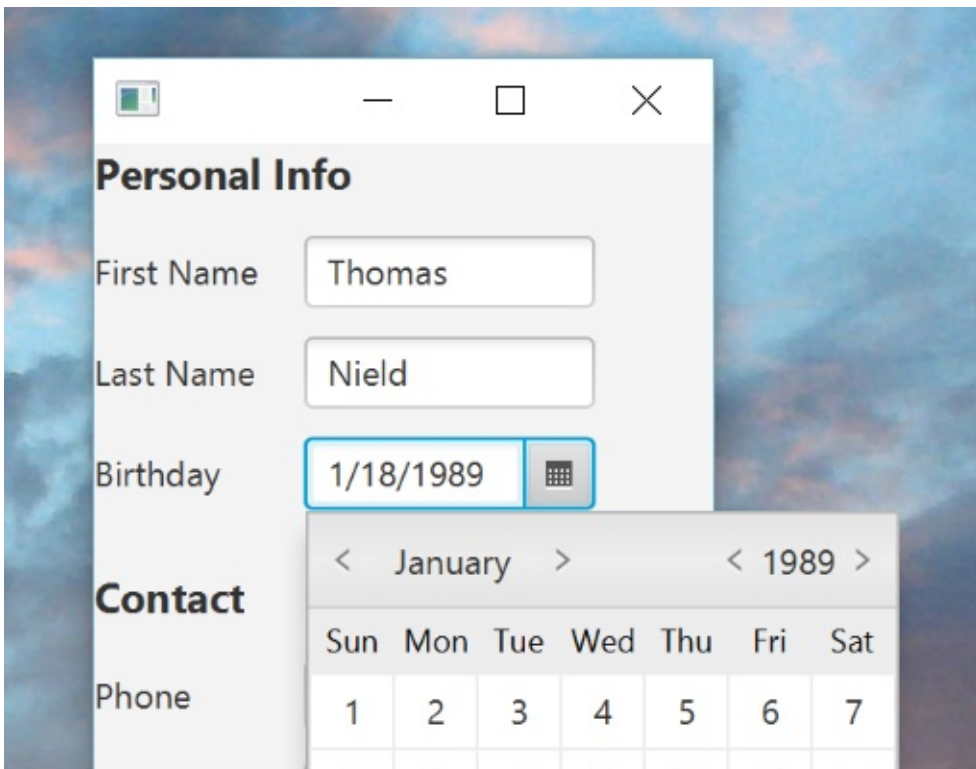 Personal Info
First Name Thomas
Last Name Nield
Birthday 1/18/1989
< January > < 1989 >
Contact
Sun Mon Tue Wed Thu Fri Sat
Phone
1 2 3 4 5 6 7